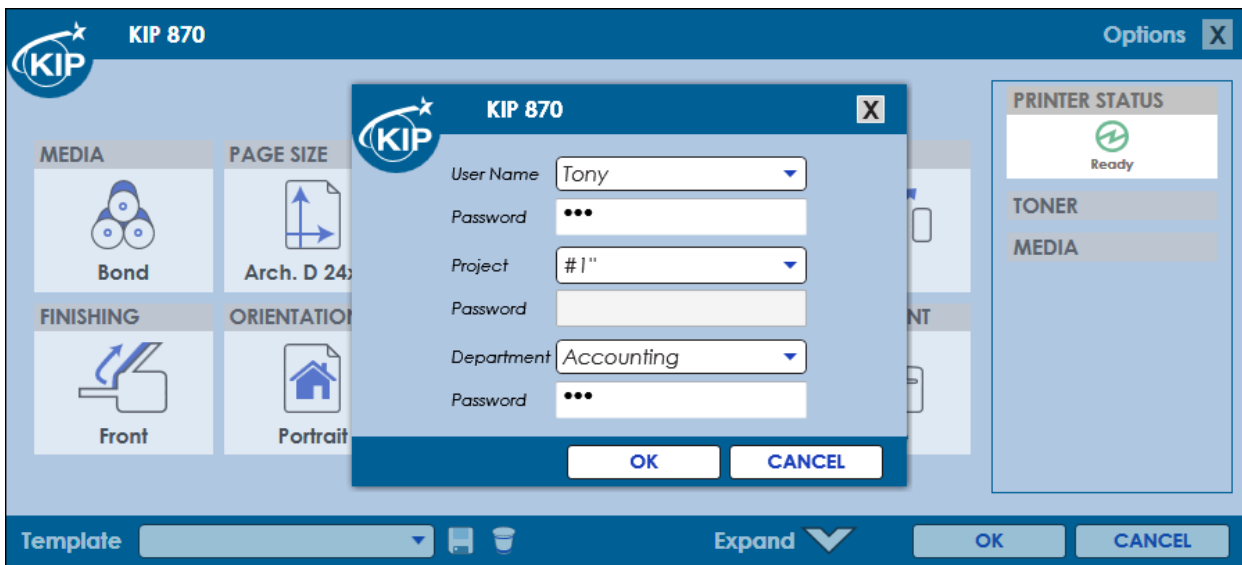 KIP 870
Options X
KIP
PRINTER STATUS
Ready
TONER
MEDIA
MEDIA
Bond
PAGE SIZE
Arch. D 24x
FINISHING
Front
ORIENTATION
Portrait
NT
KIP 870
X
KIP
User Name Tony
Password •••
Project #1"
Password
Department Accounting
Password •••
OK CANCEL
Template
Expand
OK CANCEL